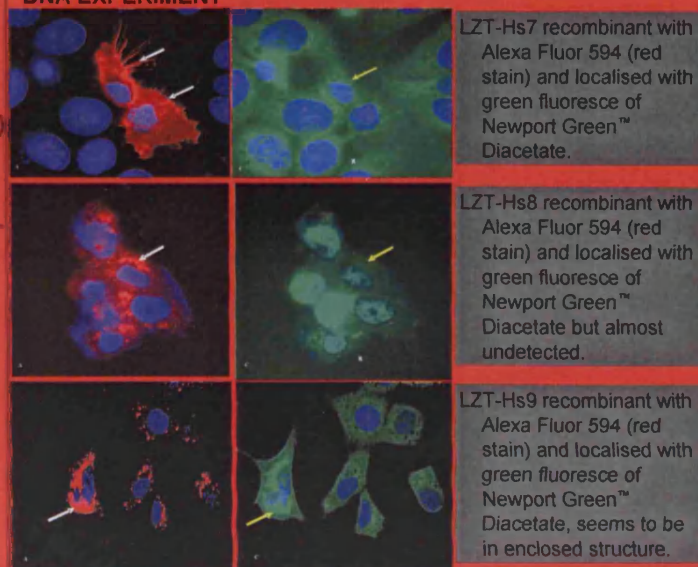 DNA EXPERIMENT
LZT-Hs7 recombinant with
Alexa Fluor 594 (red
stain) and localised with
green fluoresce of
Newport Green™
Diacetate.
LZT-Hs8 recombinant with
Alexa Fluor 594 (red
stain) and localised with
green fluoresce of
Newport Green™
Diacetate but almost
undetected.
LZT-Hs9 recombinant with
Alexa Fluor 594 (red
stain) and localised with
green fluoresce of
Newport Green™
Diacetate, seems to be
in enclosed structure.